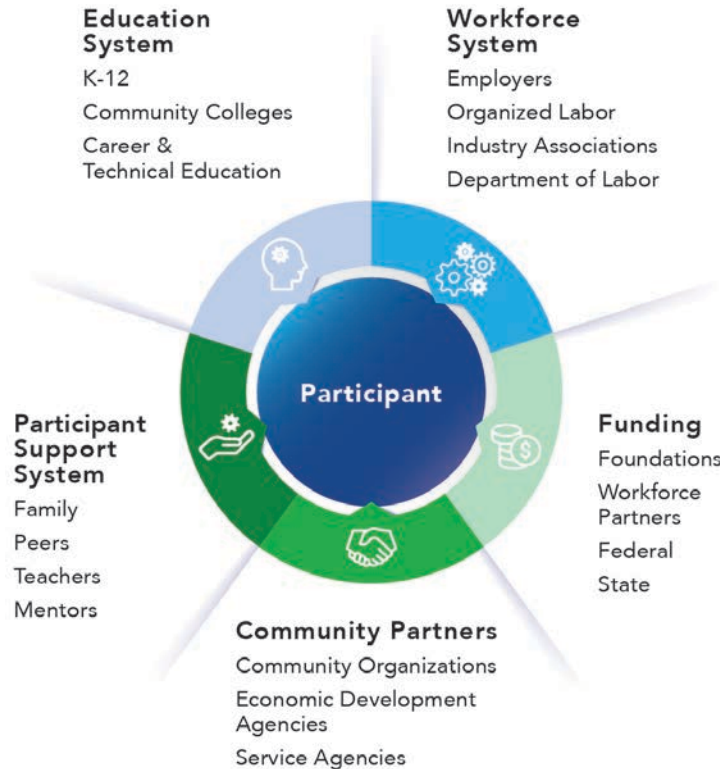 Education
System
K-12
Community Colleges
Career &
Technical Education
Workforce
System
Employers
Organized Labor
Industry Associations
Department of Labor
Participant
Participant
Support
System
Family
Peers
Teachers
Mentors
Funding
Foundations
Workforce
Partners
Federal
State
$
Community Partners
Community Organizations
Economic Development
Agencies
Service Agencies